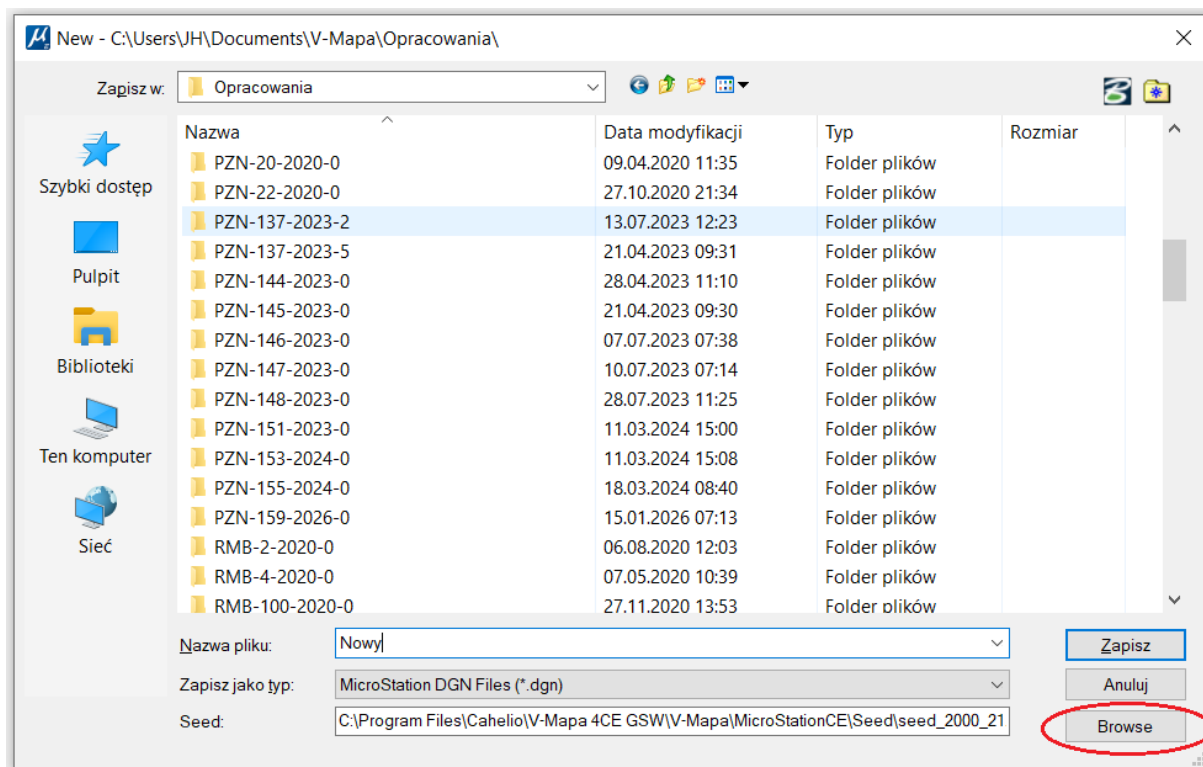 New - C:\Users\JH\Documents\V-Mapa\Opracowania\
Zapisz w: Opracowania
Nazwa Data modyfikacji Typ Rozmiar
PZN-20-2020-0 09.04.2020 11:35 Folder plików
PZN-22-2020-0 27.10.2020 21:34 Folder plików
PZN-137-2023-2 13.07.2023 12:23 Folder plików
PZN-137-2023-5 21.04.2023 09:31 Folder plików
PZN-144-2023-0 28.04.2023 11:10 Folder plików
PZN-145-2023-0 21.04.2023 09:30 Folder plików
PZN-146-2023-0 07.07.2023 07:38 Folder plików
PZN-147-2023-0 10.07.2023 07:14 Folder plików
PZN-148-2023-0 28.07.2023 11:25 Folder plików
PZN-151-2023-0 11.03.2024 15:00 Folder plików
PZN-153-2024-0 11.03.2024 15:08 Folder plików
PZN-155-2024-0 18.03.2024 08:40 Folder plików
PZN-159-2026-0 15.01.2026 07:13 Folder plików
RMB-2-2020-0 06.08.2020 12:03 Folder plików
RMB-4-2020-0 07.05.2020 10:39 Folder plików
RMB-100-2020-0 27.11.2020 13:53 Folder plików
Szybki dostęp
Pulpit
Biblioteki
Ten komputer
Sieć
Nazwa pliku: Nowy Zapisz
Zapisz jako typ: MicroStation DGN Files (*.dgn) Anuluj
Seed: C:\Program Files\Cahelio\V-Mapa 4CE GSW\V-Mapa\MicroStationCE\Seed\seed_2000_21 Browse